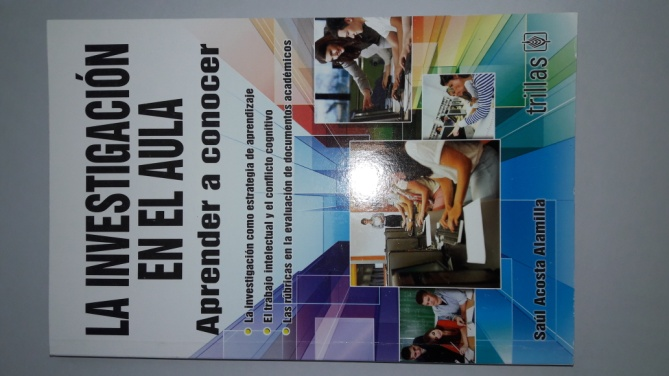 LA INVESTIGACIÓN
EN EL AULA
Aprender a conocer
La investigación como estrategia de aprendizaje
El trabajo intelectual y el conflicto cognitivo
Las rúbricas en la evaluación de documentos académicos
Saúl Acosta Alamilla
trillas